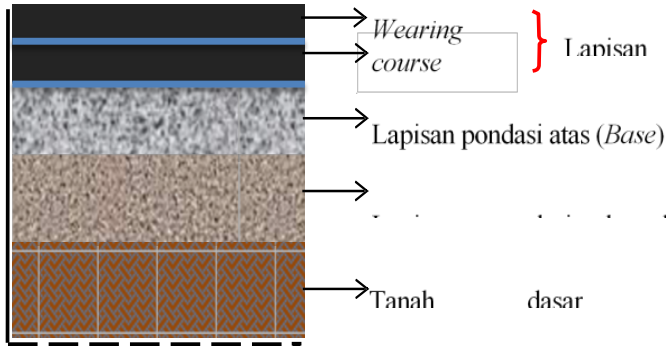 Wearing
course
Lapisan
Lapisan pondasi atas (Base)
Tanah dasar